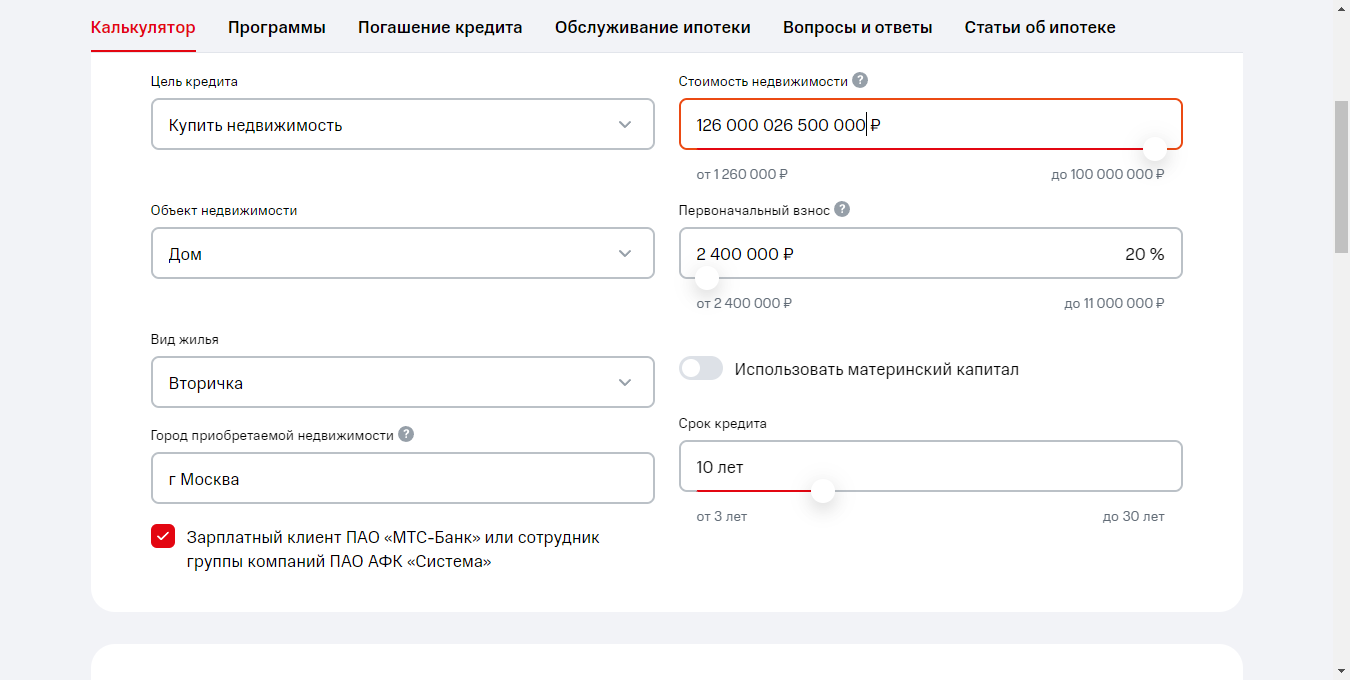 Калькулятор Программы Погашение кредита Обслуживание ипотеки Вопросы и ответы Статьи об ипотеке
Цель кредита
Купить недвижимость
Стоимость недвижимости ?
126 000 026 500 000 ₽
от 1 260 000 ₽ до 100 000 000 ₽
Объект недвижимости
Дом
Первоначальный взнос ?
2 400 000 ₽ 20 %
от 2 400 000 ₽ до 11 000 000 ₽
Вид жилья
Вторичка
Использовать материнский капитал
Город приобретаемой недвижимости ?
г Москва
Срок кредита
10 лет
от 3 лет до 30 лет
Зарплатный клиент ПАО «МТС-Банк» или сотрудник
группы компаний ПАО АФК «Система»